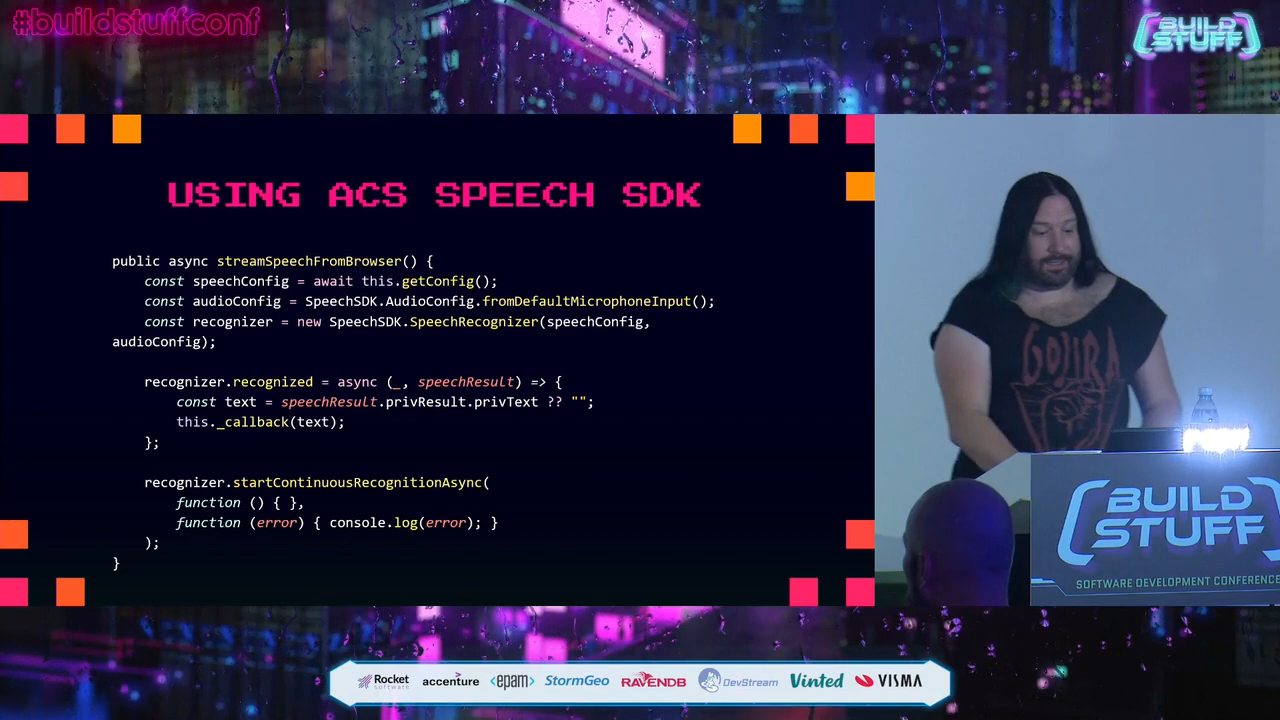 #buildstuffconf
BUILD
STUFF
USING ACS SPEECH SDK
public async streamSpeechFromBrowser() {
const speechConfig = await this.getConfig();
const audioConfig = SpeechSDK.AudioConfig.fromDefaultMicrophoneInput();
const recognizer = new SpeechSDK.SpeechRecognizer(speechConfig,
audioConfig);
recognizer.recognized = async (_, speechResult) => {
const text = speechResult.privResult.privText ?? "";
this._callback(text);
};
recognizer.startContinuousRecognitionAsync(
function () { },
function (error) { console.log(error); }
);
}
GOJIRA
BUILD
STUFF
SOFTWARE DEVELOPMENT CONFERENCE
Rocket
software
accenture
<epam>
StormGeo
RAVENDB
DevStream
Vinted
VISMA